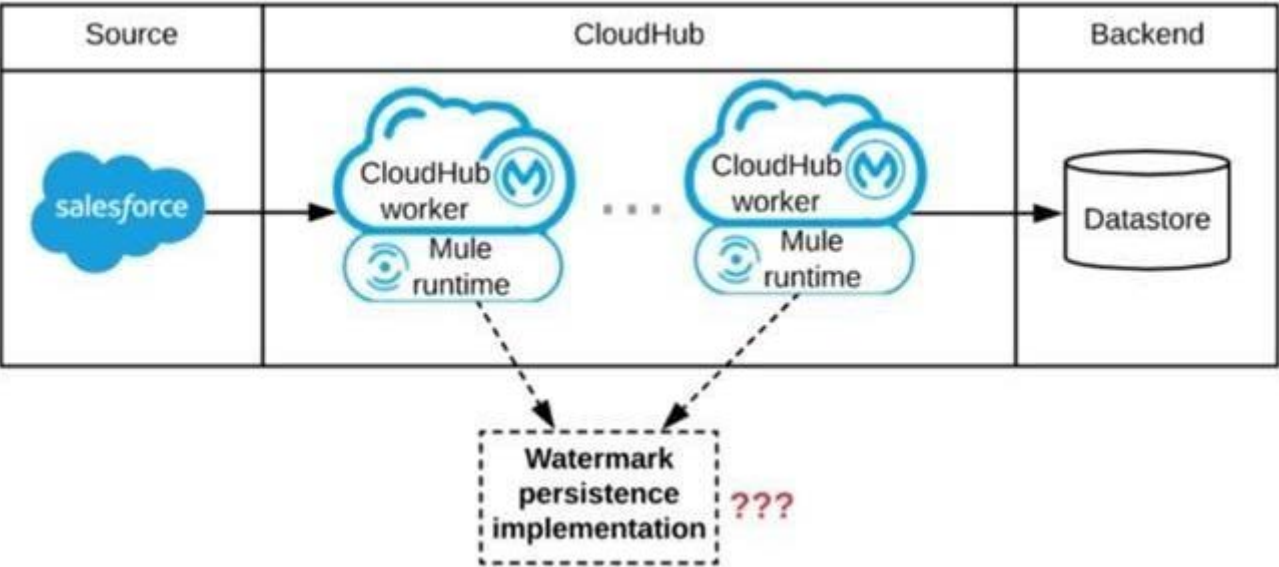 Source
CloudHub
Backend
salesforce
CloudHub
worker
Mule
runtime
CloudHub
worker
Mule
runtime
Datastore
Watermark
persistence
implementation
???